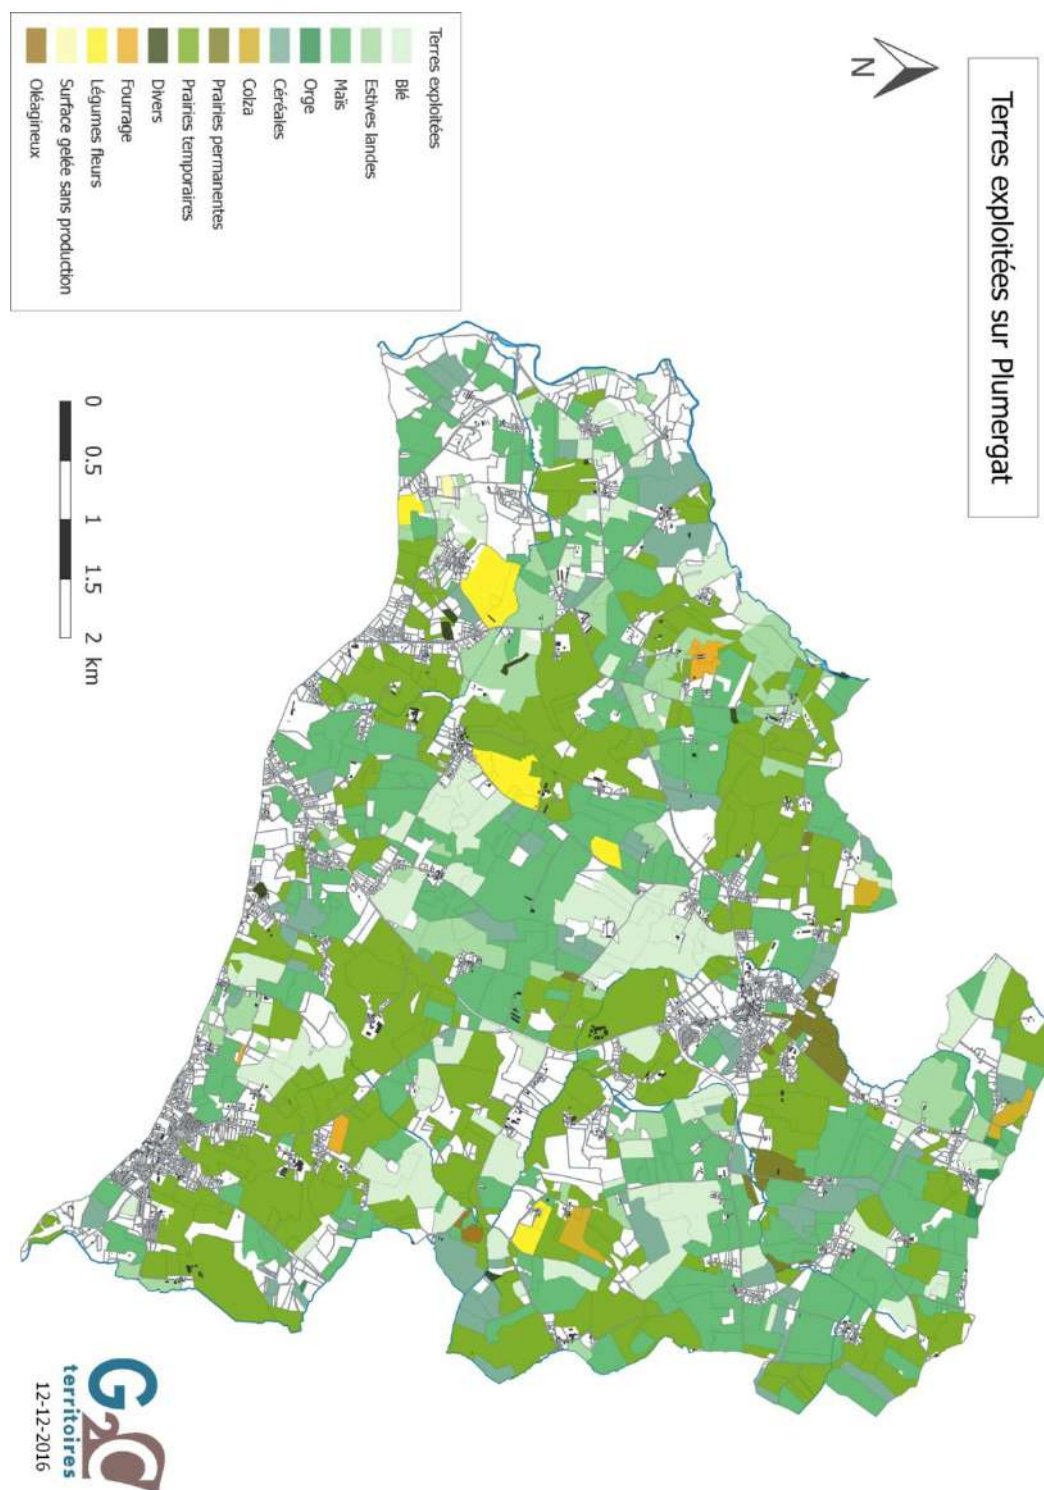 Terres exploitées sur Plumergat
N
Terres exploitées
Blé
Estives landes
Maïs
Orge
Céréales
Colza
Prairies permanentes
Prairies temporaires
Divers
Fourrage
Légumes fleurs
Surface gelée sans production
Oléagineux
0 0.5 1 1.5 2 km
G2C
territoires
12-12-2016